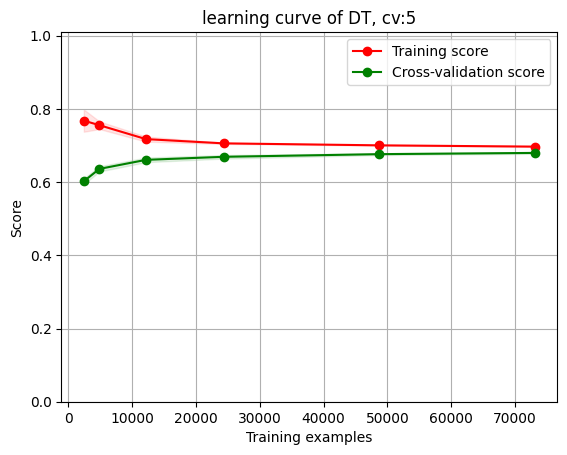 learning curve of DT, cv:5
Training score
Cross-validation score
1.0
0.8
0.6
0.4
0.2
0.0
Score
0 10000 20000 30000 40000 50000 60000 70000
Training examples